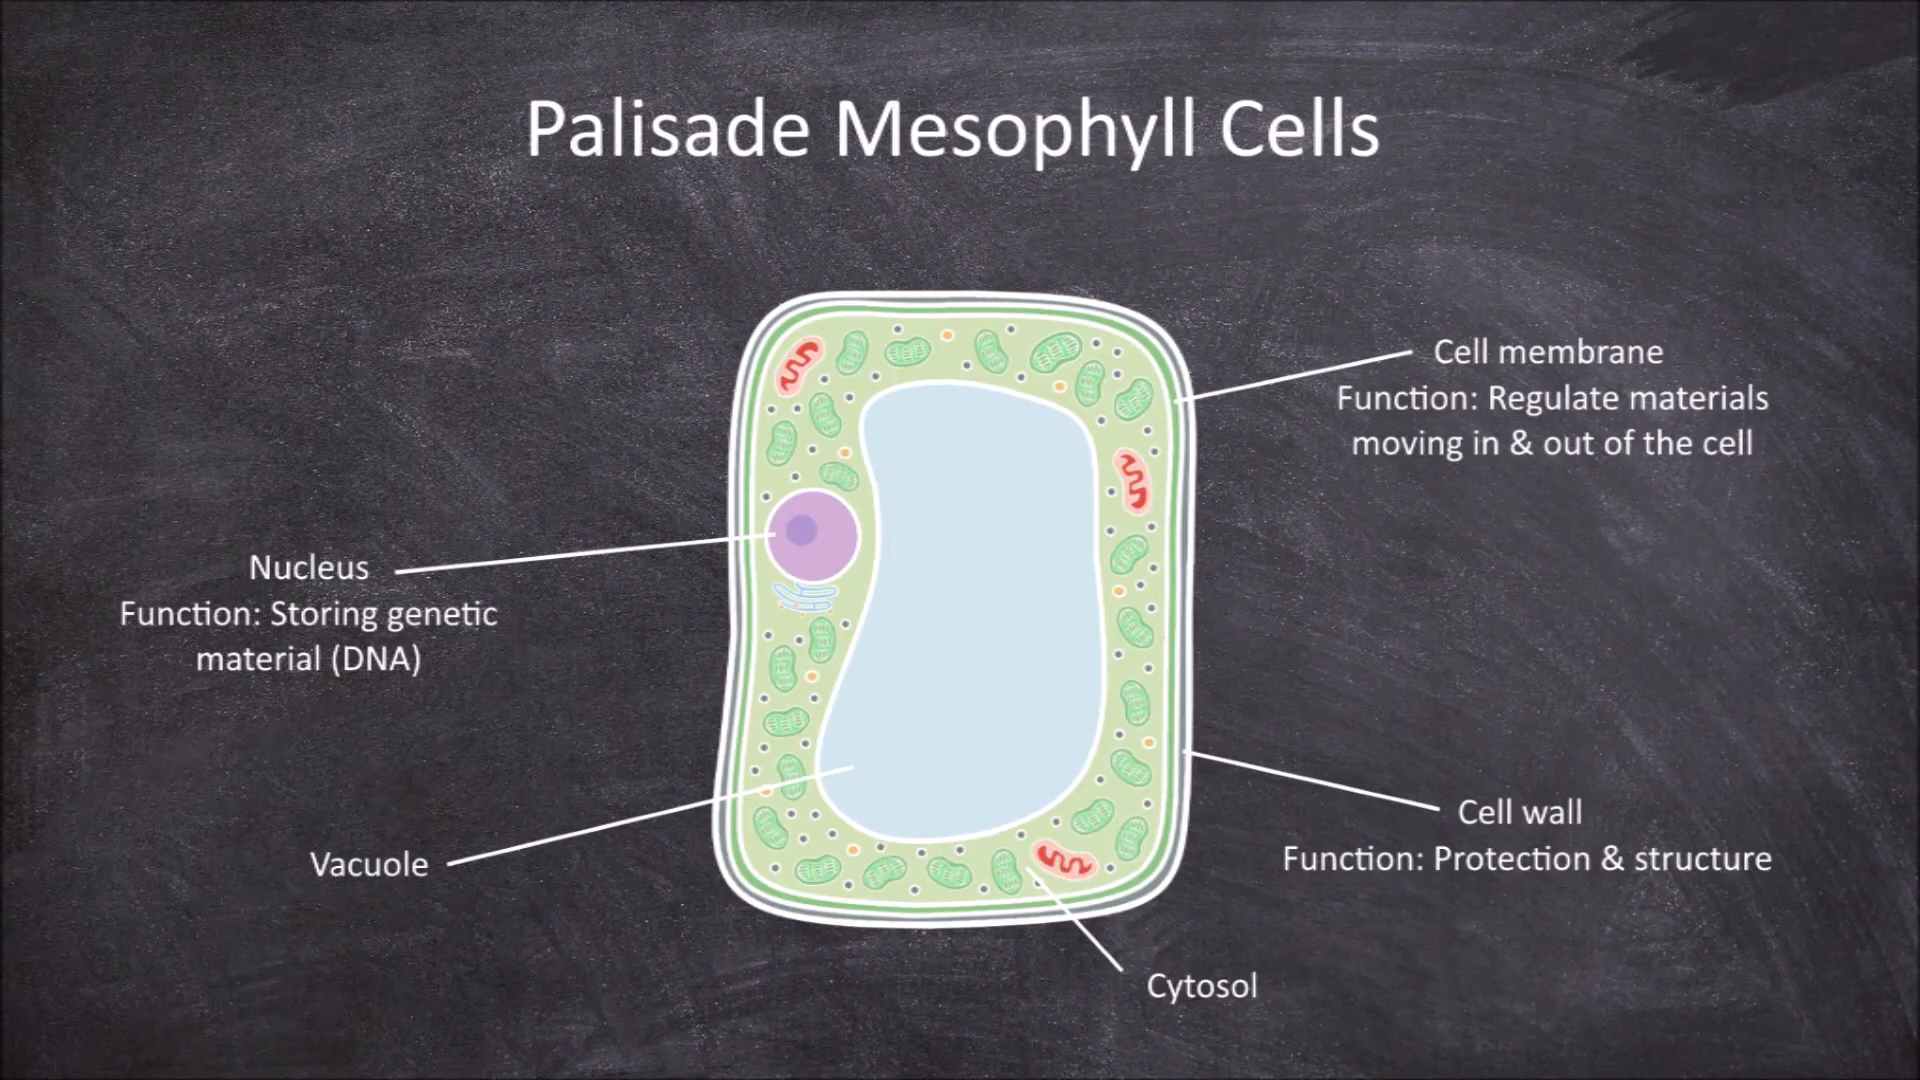 Palisade Mesophyll Cells
Cell membrane
Function: Regulate materials
moving in & out of the cell
Nucleus
Function: Storing genetic
material (DNA)
Vacuole
Cell wall
Function: Protection & structure
Cytosol